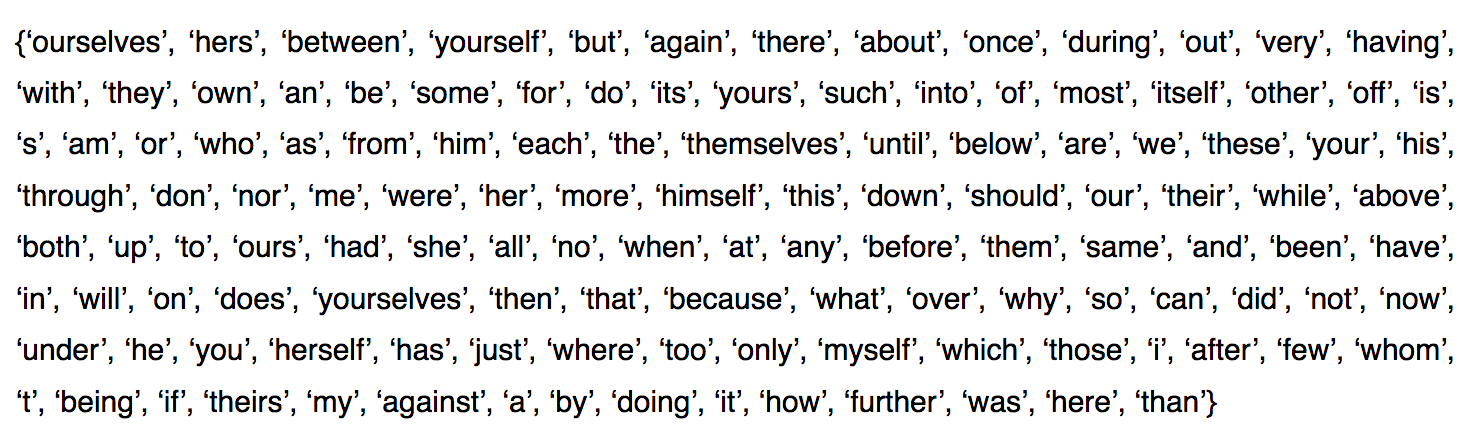 {‘ourselves’, ‘hers’, ‘between’, ‘yourself’, ‘but’, ‘again’, ‘there’, ‘about’, ‘once’, ‘during’, ‘out’, ‘very’, ‘having’,
‘with’, ‘they’, ‘own’, ‘an’, ‘be’, ‘some’, ‘for’, ‘do’, ‘its’, ‘yours’, ‘such’, ‘into’, ‘of’, ‘most’, ‘itself’, ‘other’, ‘off’, ‘is’,
‘s’, ‘am’, ‘or’, ‘who’, ‘as’, ‘from’, ‘him’, ‘each’, ‘the’, ‘themselves’, ‘until’, ‘below’, ‘are’, ‘we’, ‘these’, ‘your’, ‘his’,
‘through’, ‘don’, ‘nor’, ‘me’, ‘were’, ‘her’, ‘more’, ‘himself’, ‘this’, ‘down’, ‘should’, ‘our’, ‘their’, ‘while’, ‘above’,
‘both’, ‘up’, ‘to’, ‘ours’, ‘had’, ‘she’, ‘all’, ‘no’, ‘when’, ‘at’, ‘any’, ‘before’, ‘them’, ‘same’, ‘and’, ‘been’, ‘have’,
‘in’, ‘will’, ‘on’, ‘does’, ‘yourselves’, ‘then’, ‘that’, ‘because’, ‘what’, ‘over’, ‘why’, ‘so’, ‘can’, ‘did’, ‘not’, ‘now’,
‘under’, ‘he’, ‘you’, ‘herself’, ‘has’, ‘just’, ‘where’, ‘too’, ‘only’, ‘myself’, ‘which’, ‘those’, ‘i’, ‘after’, ‘few’, ‘whom’,
‘t’, ‘being’, ‘if’, ‘theirs’, ‘my’, ‘against’, ‘a’, ‘by’, ‘doing’, ‘it’, ‘how’, ‘further’, ‘was’, ‘here’, ‘than’}